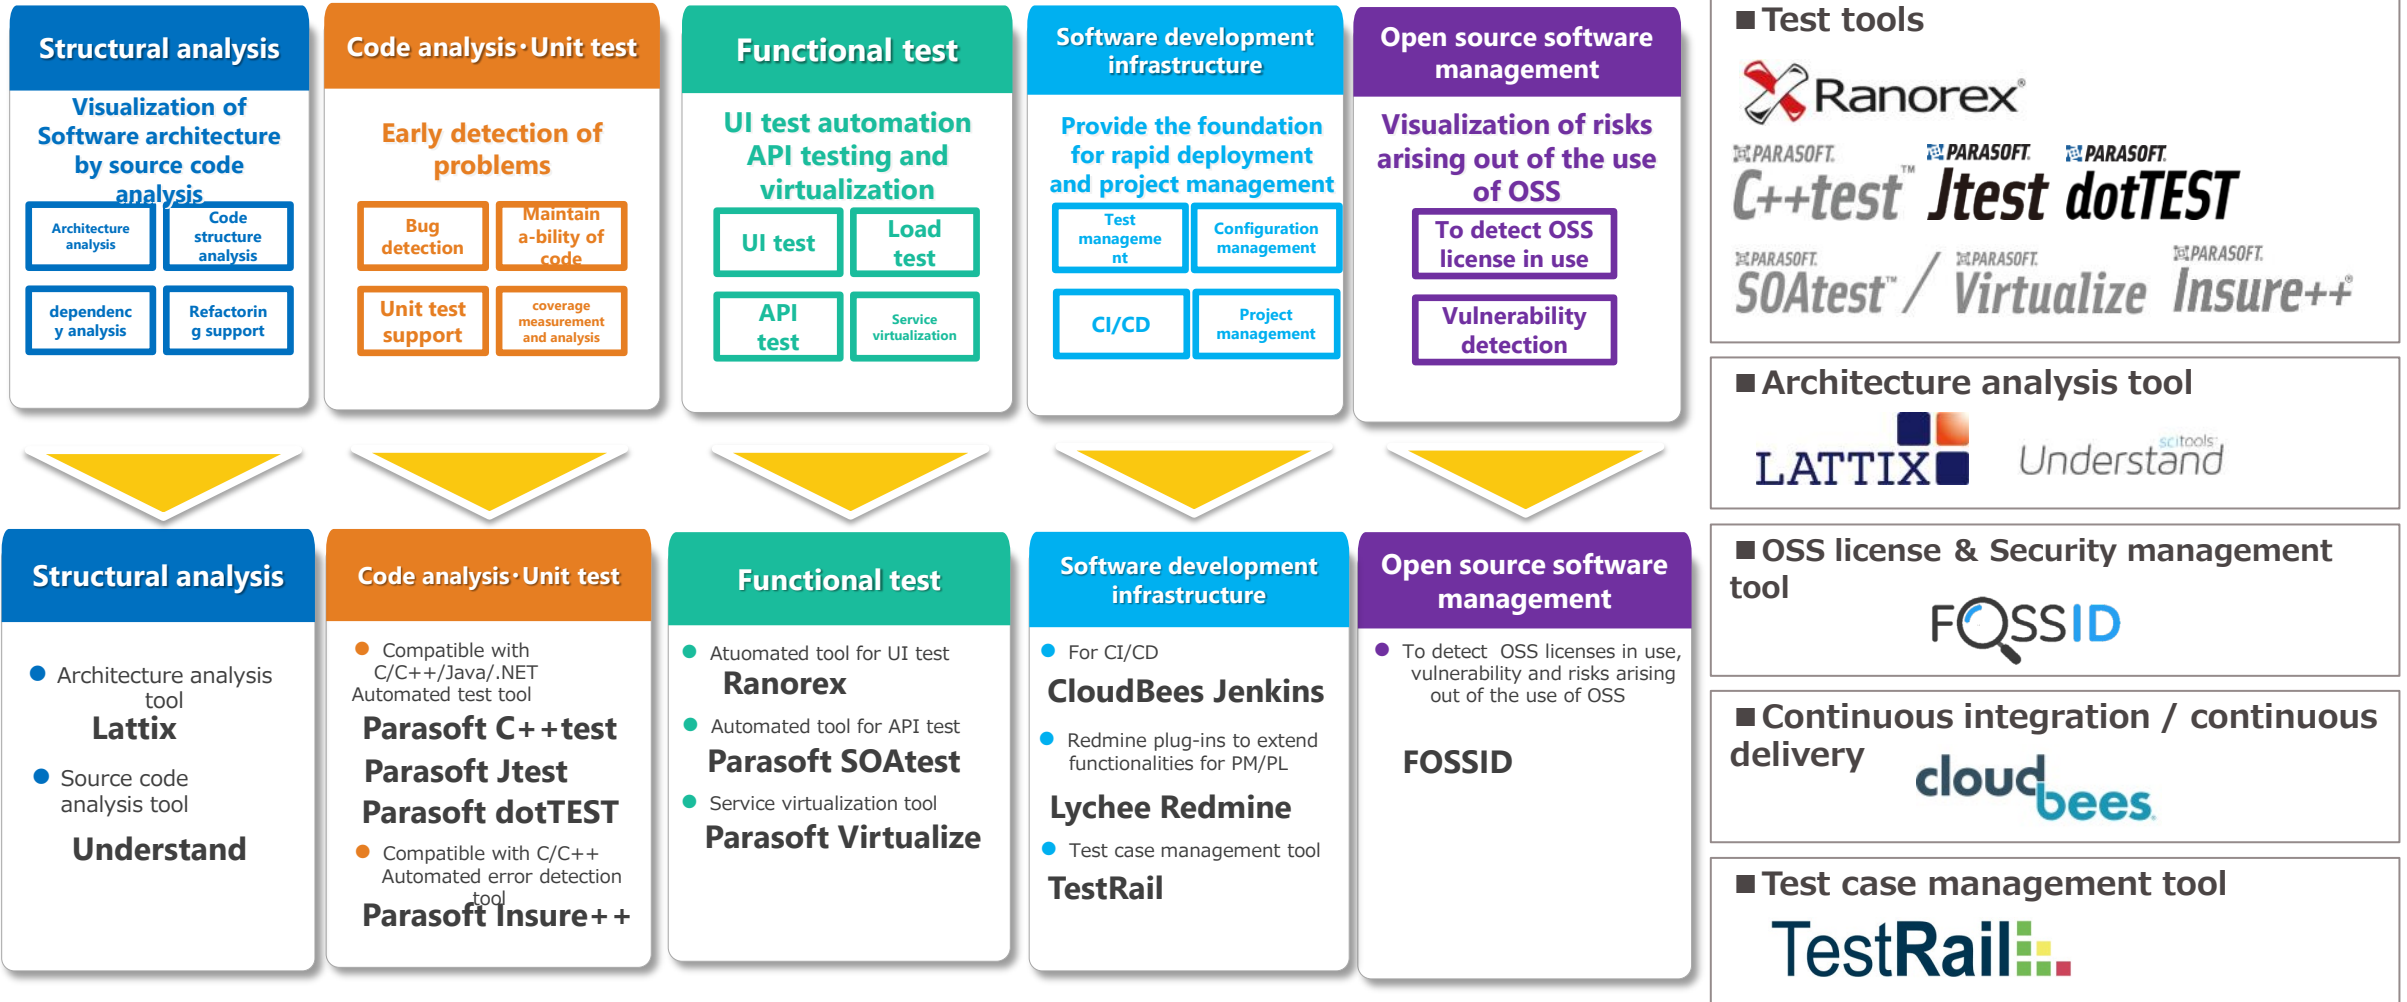 Structural analysis
Visualization of
Software architecture
by source code
analysis
Architecture
analysis
Code
structure
analysis
dependenc
y analysis
Refactorin
g support
Code analysis・Unit test
Early detection of
problems
Bug
detection
Maintain
a-bility of
code
Unit test
support
coverage
measurement
and analysis
Functional test
UI test automation
API testing and
virtualization
UI test
Load
test
API
test
Service
virtualization
Software development
infrastructure
Provide the foundation
for rapid deployment
and project management
Test
manageme
nt
Configuration
management
CI/CD
Project
management
Open source software
management
Visualization of risks
arising out of the use
of OSS
To detect OSS
license in use
Vulnerability
detection
Structural analysis
● Architecture analysis
tool
Lattix
● Source code
analysis tool
Understand
Code analysis・Unit test
● Compatible with
C/C++/Java/.NET
Automated test tool
Parasoft C++test
Parasoft Jtest
Parasoft dotTEST
● Compatible with C/C++
Automated error detection
tool
Parasoft Insure++
Functional test
● Atuomated tool for UI test
Ranorex
● Automated tool for API test
Parasoft SOAtest
● Service virtualization tool
Parasoft Virtualize
Software development
infrastructure
● For CI/CD
CloudBees Jenkins
● Redmine plug-ins to extend
functionalities for PM/PL
Lychee Redmine
● Test case management tool
TestRail
Open source software
management
● To detect OSS licenses in use,
vulnerability and risks arising
out of the use of OSS
FOSSID
■Test tools
Ranorex®
PARASOFT.
C++test™
PARASOFT.
Jtest
PARASOFT.
dotTEST
PARASOFT.
SOAtest™ /
PARASOFT.
Virtualize
PARASOFT.
Insure++®
■Architecture analysis tool
LATTIX
scitools™
Understand
■OSS license & Security management
tool
FOSSID
■Continuous integration / continuous
delivery
cloudbees.
■Test case management tool
TestRail